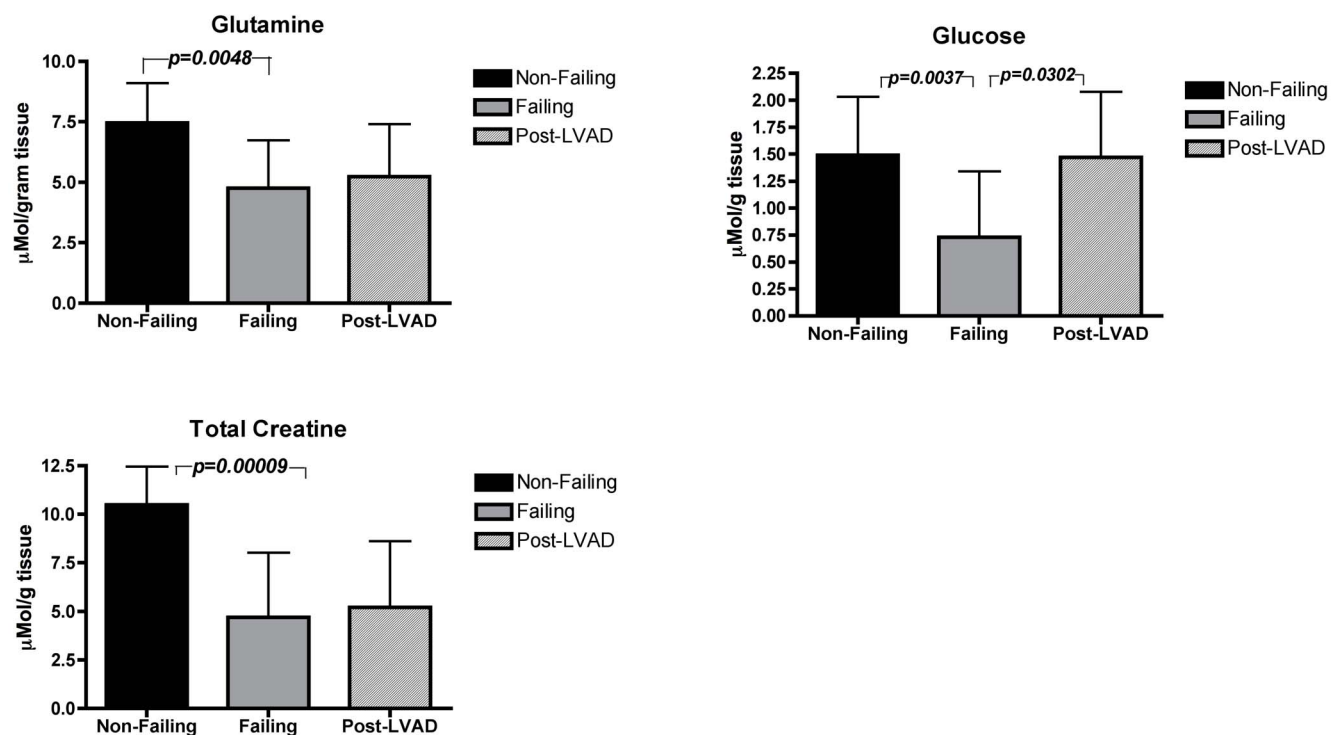 Glutamine
p=0.0048
10.0
7.5
5.0
2.5
0.0
μMol/gram tissue
Non-Failing Failing Post-LVAD
Non-Failing
Failing
Post-LVAD
Glucose
p=0.0037 p=0.0302
2.25
2.00
1.75
1.50
1.25
1.00
0.75
0.50
0.25
0.00
μMol/g tissue
Non-Failing Failing Post-LVAD
Non-Failing
Failing
Post-LVAD
Total Creatine
p=0.00009
12.5
10.0
7.5
5.0
2.5
0.0
μMol/g tissue
Non-Failing Failing Post-LVAD
Non-Failing
Failing
Post-LVAD